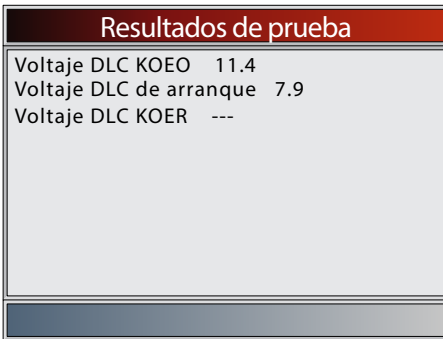 Resultados de prueba
Voltaje DLC KOEO 11.4
Voltaje DLC de arranque 7.9
Voltaje DLC KOER ---